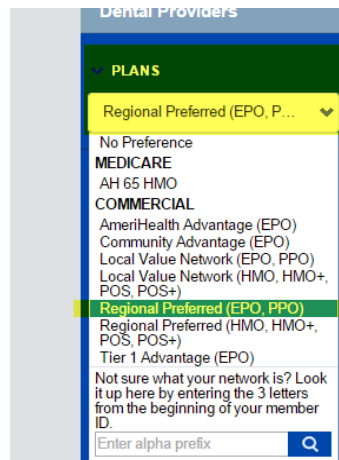 Dental Providers
PLANS
Regional Preferred (EPO, P...
No Preference
MEDICARE
AH 65 HMO
COMMERCIAL
AmeriHealth Advantage (EPO)
Community Advantage (EPO)
Local Value Network (EPO, PPO)
Local Value Network (HMO, HMO+,
POS, POS+)
Regional Preferred (EPO, PPO)
Regional Preferred (HMO, HMO+,
POS, POS+)
Tier 1 Advantage (EPO)
Not sure what your network is? Look
it up here by entering the 3 letters
from the beginning of your member
ID.
Enter alpha prefix